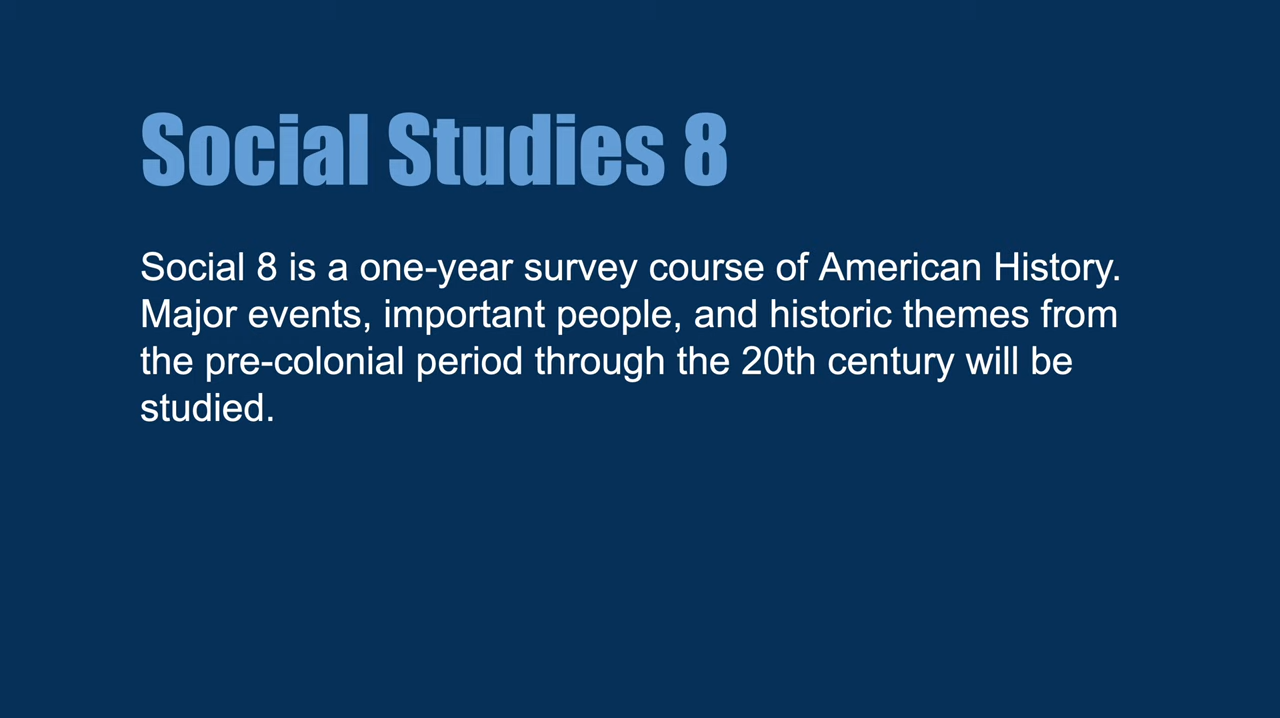 Social Studies 8
Social 8 is a one-year survey course of American History.
Major events, important people, and historic themes from
the pre-colonial period through the 20th century will be
studied.